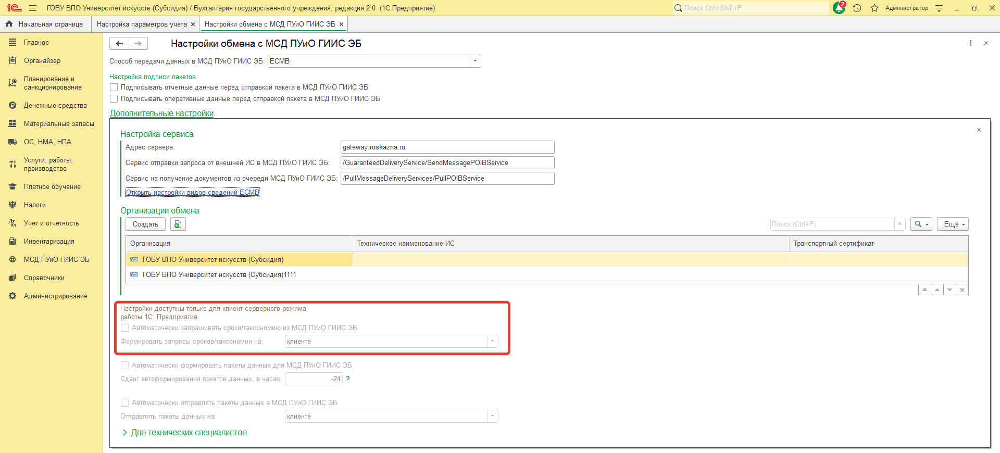 1С ГОБУ ВПО Университет искусств (Субсидия) / Бухгалтерия государственного учреждения, редакция 2.0 (1С:Предприятие) Поиск Ctrl+Shift+F 2 Администратор
Начальная страница Настройка параметров учета × Настройки обмена с МСД ПУиО ГИИС ЭБ ×
Главное
Органайзер
Планирование и
санкционирование
Денежные средства
Материальные запасы
ОС, НМА, НПА
Услуги, работы,
производство
Платное обучение
Налоги
Учет и отчетность
Инвентаризация
МСД ПУиО ГИИС ЭБ
Справочники
Администрирование
Настройки обмена с МСД ПУиО ГИИС ЭБ
Способ передачи данных в МСД ПУиО ГИИС ЭБ: ЕСМВ
Настройка подписи пакетов
Подписывать отчетные данные перед отправкой пакета в МСД ПУиО ГИИС ЭБ
Подписывать оперативные данные перед отправкой пакета в МСД ПУиО ГИИС ЭБ
Дополнительные настройки
Настройка сервиса
Адрес сервера: gateway.roskazna.ru
Сервис отправки запроса от внешней ИС в МСД ПУиО ГИИС ЭБ: /GuaranteedDeliveryService/SendMessagePOIBService
Сервис на получение документов из очереди МСД ПУиО ГИИС ЭБ: /PullMessageDeliveryServices/PullPOIBService
Открыть настройки видов сведений ЕСМВ
Организации обмена
Создать Поиск (Ctrl+F) × Еще
Организация Техническое наименование ИС Транспортный сертификат
ГОБУ ВПО Университет искусств (Субсидия)
ГОБУ ВПО Университет искусств (Субсидия)1111
Настройки доступны только для клиент-серверного режима
работы 1С: Предприятия
Автоматически запрашивать сроки/таксономию из МСД ПУиО ГИИС ЭБ
Формировать запросы сроков/таксономии на: клиенте
Автоматически формировать пакеты данных для МСД ПУиО ГИИС ЭБ
Сдвиг автоформирования пакетов данных, в часах: -24 ?
Автоматически отправлять пакеты данных в МСД ПУиО ГИИС ЭБ
Отправлять пакеты данных на: клиенте
Для технических специалистов